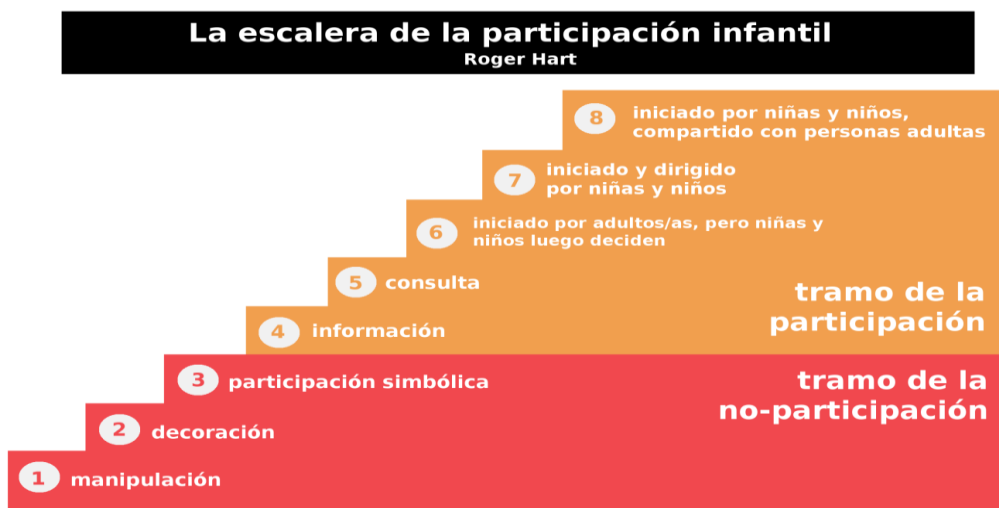 La escalera de la participación infantil
Roger Hart
8 iniciado por niñas y niños,
compartido con personas adultas
7 iniciado y dirigido
por niñas y niños
6 iniciado por adultos/as, pero niñas y
niños luego deciden
5 consulta
4 información
tramo de la
participación
3 participación simbólica
2 decoración
1 manipulación
tramo de la
no-participación